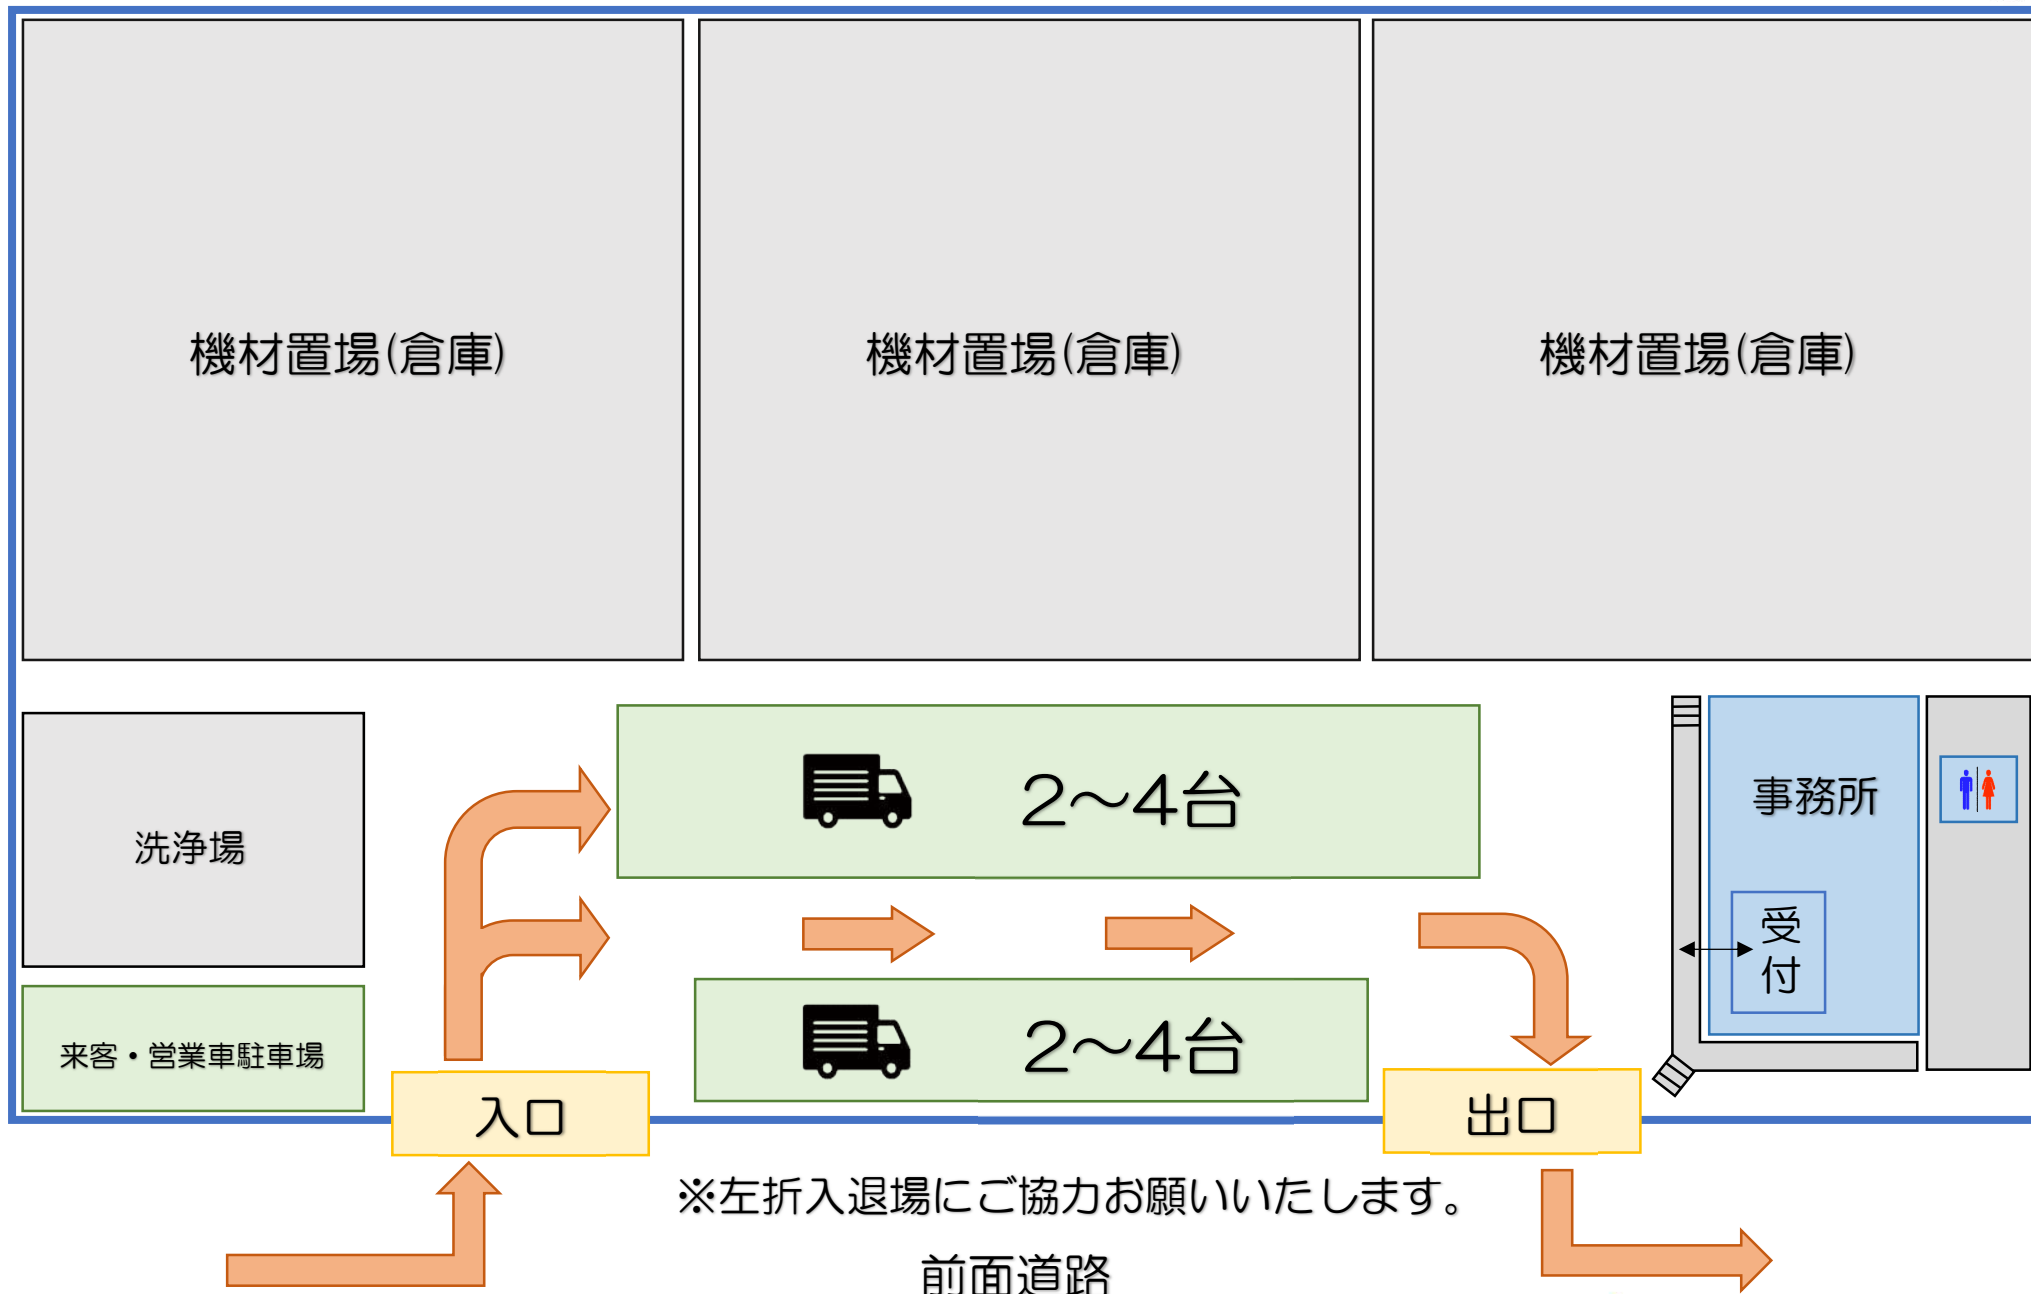 機材置場(倉庫)
機材置場(倉庫)
機材置場(倉庫)
洗浄場
2～4台
事務所
受付
来客・営業車駐車場
2～4台
入口
出口
※左折入退場にご協力お願いいたします。
前面道路